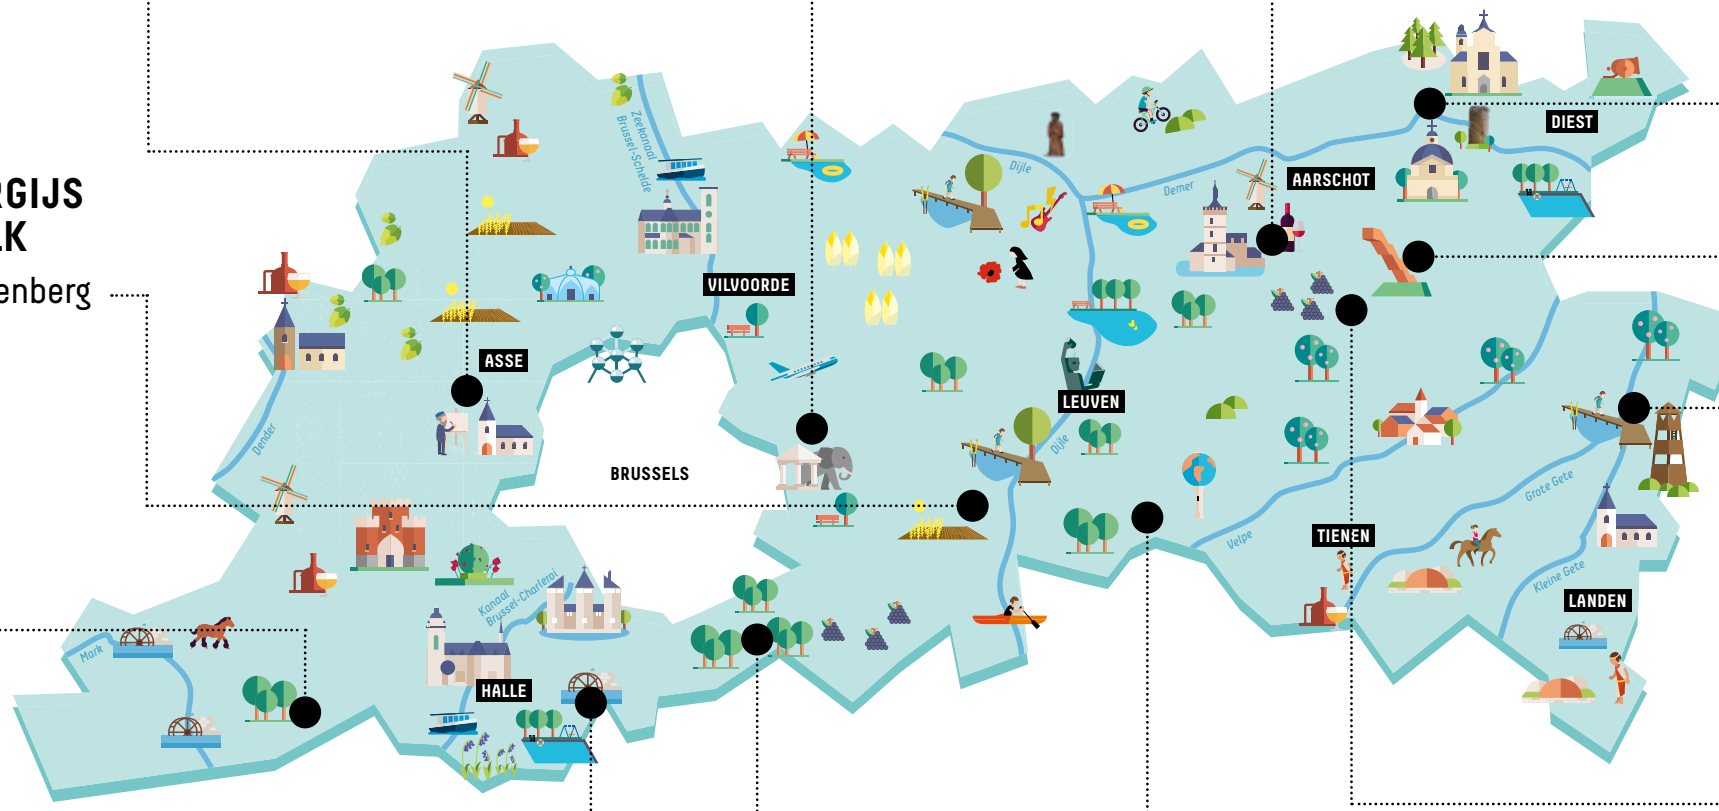 RGIJS
LK
enberg
Zeekanaal
Brussel-Schelde
Dijle
Demer
DIEST
AARSCHOT
VILVOORDE
ASSE
LEUVEN
Dijle
Dender
BRUSSELS
Velpe
TIENEN
Grote Gete
Kleine Gete
LANDEN
Kanaal
Brussel-Charleroi
Mark
HALLE